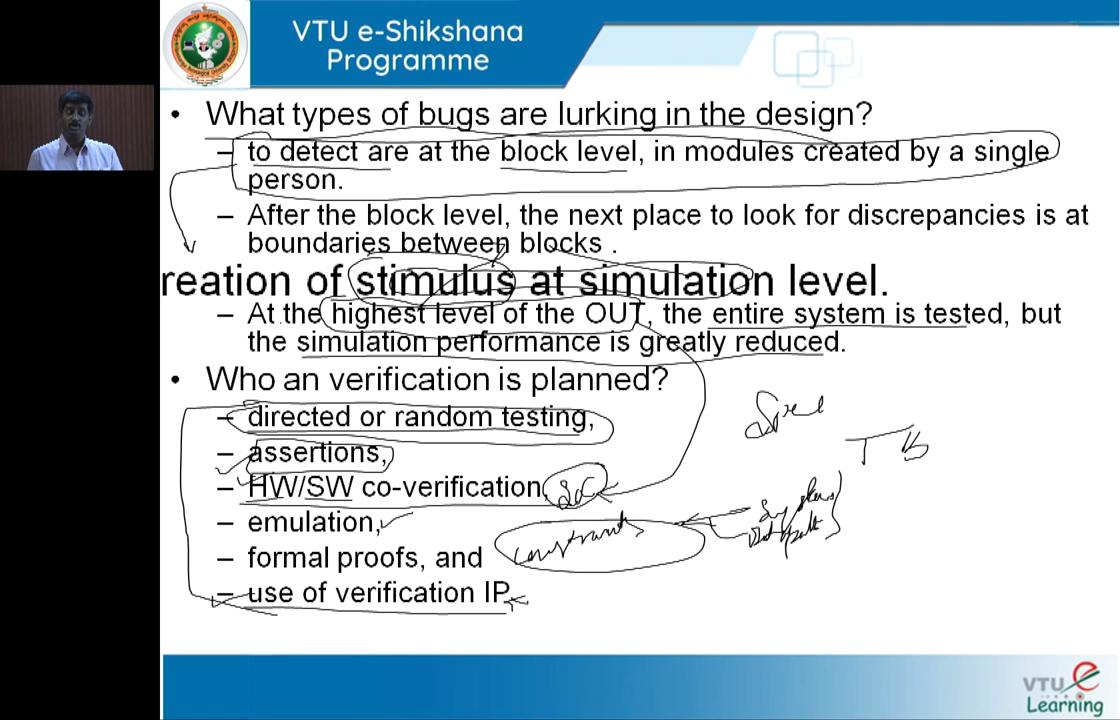 VTU e-Shikshana
Programme
• What types of bugs are lurking in the design?
– to detect are at the block level, in modules created by a single
person.
– After the block level, the next place to look for discrepancies is at
boundaries between blocks .
reation of stimulus at simulation level.
– At the highest level of the OUT, the entire system is tested, but
the simulation performance is greatly reduced.
• Who an verification is planned?
– directed or random testing,
– assertions,
– HW/SW co-verification,
– emulation,
– formal proofs, and
constraints
– use of verification IP
TB
VTU e
Learning